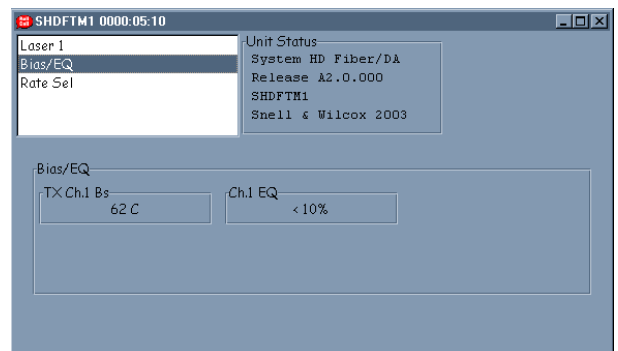 SHDFTM1 0000:05:10
Laser 1
Bias/EQ
Rate Sel
Unit Status
System HD Fiber/DA
Release A2.0.000
SHDFTM1
Snell & Wilcox 2003
Bias/EQ
TX Ch.1 Bs
62 C
Ch.1 EQ
< 10%